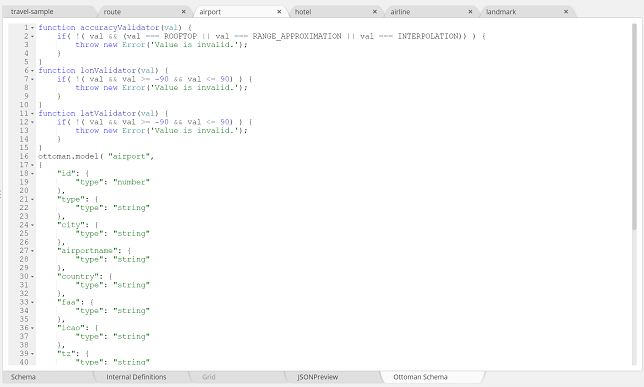 travel-sample × route × airport × hotel × airline × landmark ×
1 function accuracyValidator(val) {
2 if( !( val && (val === ROOFTOP || val === RANGE_APPROXIMATION || val === INTERPOLATION)) ) {
3 throw new Error('Value is invalid.');
4 }
5 }
6 function lonValidator(val) {
7 if( !( val && val >= -90 && val <= 90) ) {
8 throw new Error('Value is invalid.');
9 }
10 }
11 function latValidator(val) {
12 if( !( val && val >= -90 && val <= 90) ) {
13 throw new Error('Value is invalid.');
14 }
15 }
16 ottoman.model( "airport",
17 {
18 "id": {
19 "type": "number"
20 },
21 "type": {
22 "type": "string"
23 },
24 "city": {
25 "type": "string"
26 },
27 "airportname": {
28 "type": "string"
29 },
30 "country": {
31 "type": "string"
32 },
33 "faa": {
34 "type": "string"
35 },
36 "icao": {
37 "type": "string"
38 },
39 "tz": {
40 "type": "string"
Schema Internal Definitions Grid JSONPreview Ottoman Schema